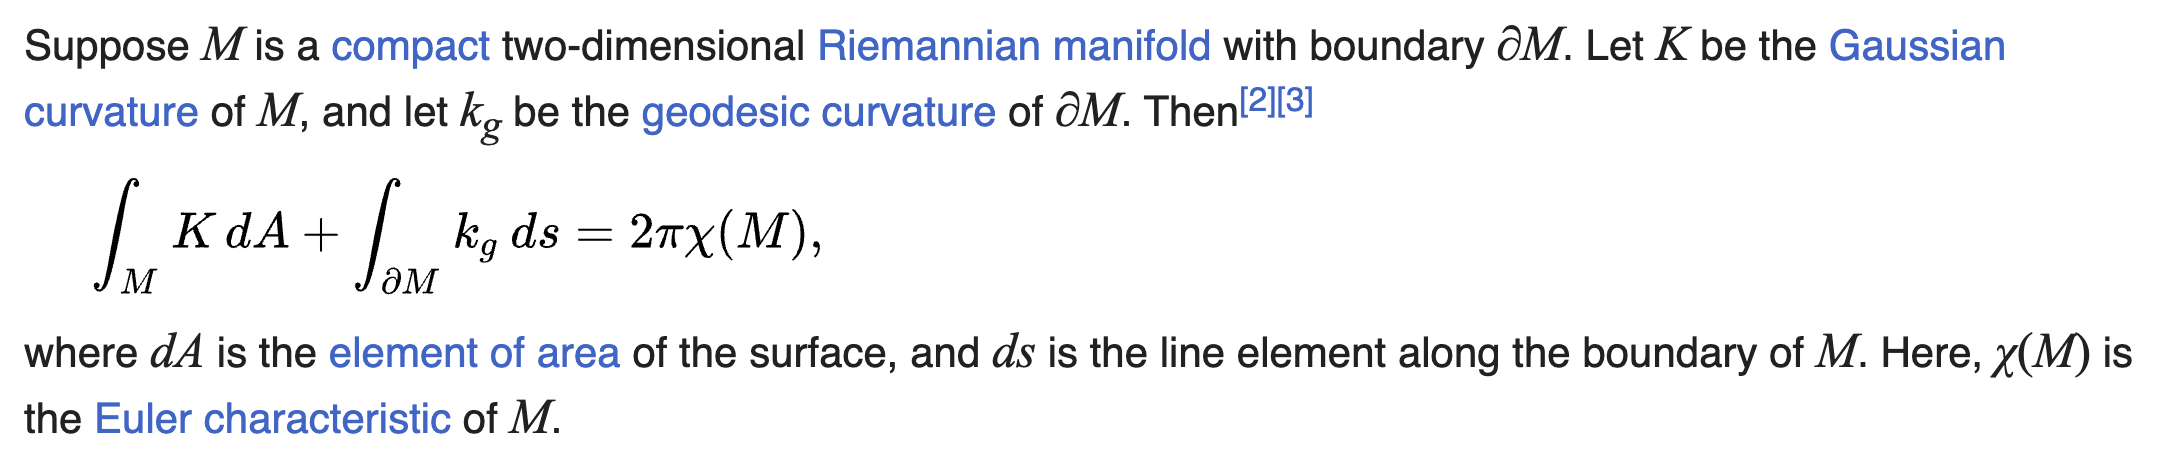 Suppose M is a compact two-dimensional Riemannian manifold with boundary ∂M. Let K be the Gaussian
curvature of M, and let k_g be the geodesic curvature of ∂M. Then[2][3]
∫_M K dA + ∫_∂M k_g ds = 2πχ(M),
where dA is the element of area of the surface, and ds is the line element along the boundary of M. Here, χ(M) is
the Euler characteristic of M.